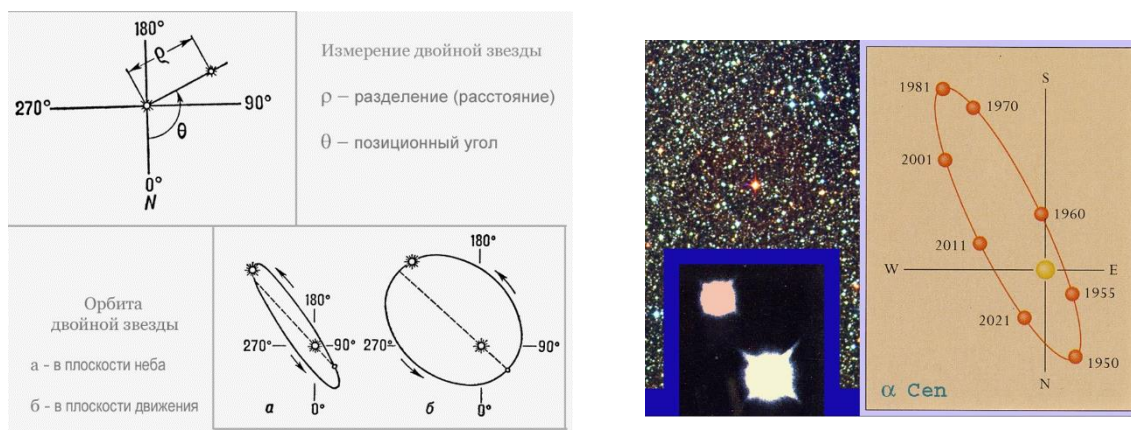 180°
ρ
270°
90°
θ
0°
N
Измерение двойной звезды
ρ – разделение (расстояние)
θ – позиционный угол
Орбита
двойной звезды
а - в плоскости неба
б - в плоскости движения
180°
270°
90°
0°
а
180°
270°
90°
0°
б
S
1981
1970
2001
1960
2011
W
E
1955
2021
1950
N
α Cen